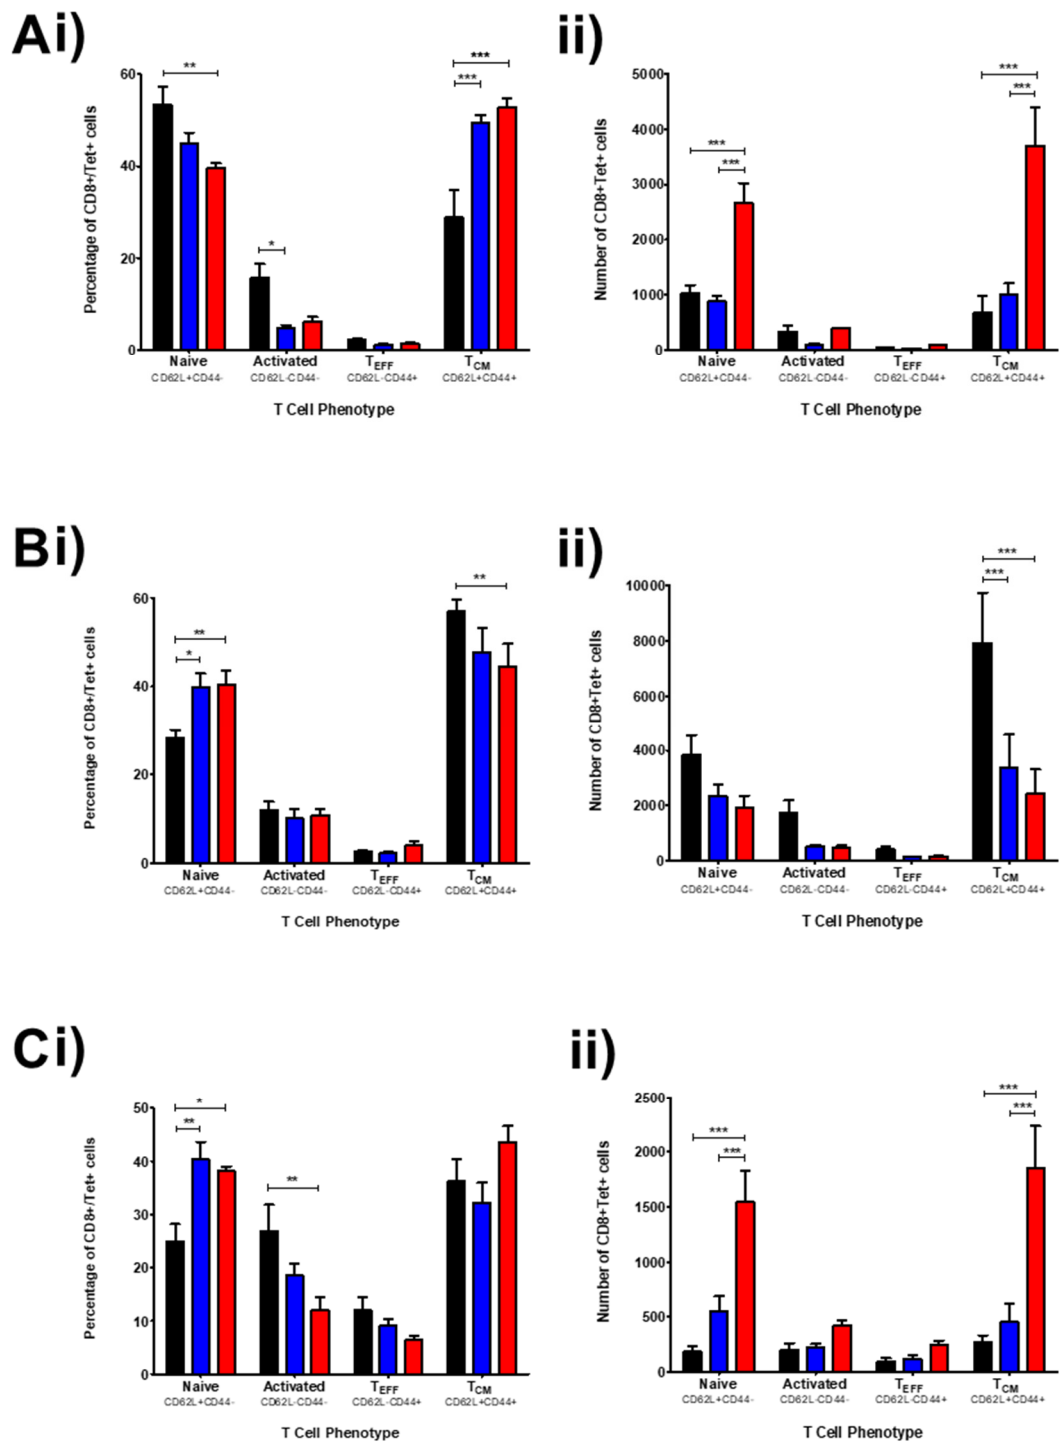 Ai)
ii)
Percentage of CD8+/Tet+ cells
60
40
20
0
**
*
***
***
Naive
Activated
TEFF
TCM
CD62L+CD44-
CD62L-CD44-
CD62L-CD44+
CD62L+CD44+
T Cell Phenotype
Number of CD8+Tet+ cells
5000
4000
3000
2000
1000
0
***
***
***
***
Naive
Activated
TEFF
TCM
CD62L+CD44-
CD62L-CD44-
CD62L-CD44+
CD62L+CD44+
T Cell Phenotype
Bi)
ii)
Percentage of CD8+/Tet+ cells
60
40
20
0
**
*
**
Naive
Activated
TEFF
TCM
CD62L+CD44-
CD62L-CD44-
CD62L-CD44+
CD62L+CD44+
T Cell Phenotype
Number of CD8+Tet+ cells
10000
8000
6000
4000
2000
0
***
***
Naive
Activated
TEFF
TCM
CD62L+CD44-
CD62L-CD44-
CD62L-CD44+
CD62L+CD44+
T Cell Phenotype
Ci)
ii)
Percentage of CD8+/Tet+ cells
50
40
30
20
10
0
*
**
**
Naive
Activated
TEFF
TCM
CD62L+CD44-
CD62L-CD44-
CD62L-CD44+
CD62L+CD44+
T Cell Phenotype
Number of CD8+Tet+ cells
2500
2000
1500
1000
500
0
***
***
***
***
Naive
Activated
TEFF
TCM
CD62L+CD44-
CD62L-CD44-
CD62L-CD44+
CD62L+CD44+
T Cell Phenotype